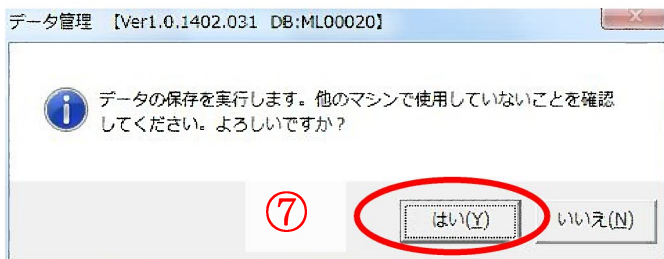 データ管理 【Ver1.0.1402.031 DB:ML00020】
データの保存を実行します。他のマシンで使用していないことを確認
してください。よろしいですか？
⑦
はい(Y)
いいえ(N)